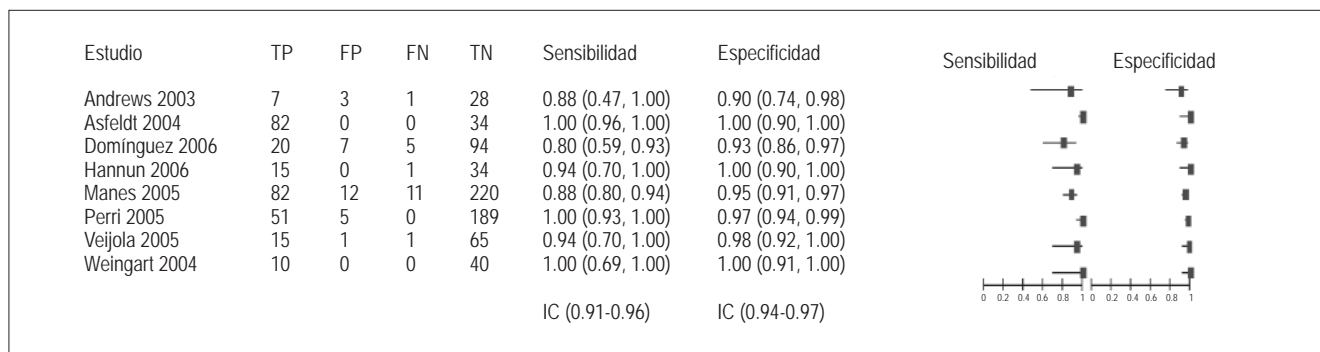 Estudio TP FP FN TN Sensibilidad Especificidad Sensibilidad Especificidad
Andrews 2003 7 3 1 28 0.88 (0.47, 1.00) 0.90 (0.74, 0.98)
Asfeldt 2004 82 0 0 34 1.00 (0.96, 1.00) 1.00 (0.90, 1.00)
Domínguez 2006 20 7 5 94 0.80 (0.59, 0.93) 0.93 (0.86, 0.97)
Hannun 2006 15 0 1 34 0.94 (0.70, 1.00) 1.00 (0.90, 1.00)
Manes 2005 82 12 11 220 0.88 (0.80, 0.94) 0.95 (0.91, 0.97)
Perri 2005 51 5 0 189 1.00 (0.93, 1.00) 0.97 (0.94, 0.99)
Veijola 2005 15 1 1 65 0.94 (0.70, 1.00) 0.98 (0.92, 1.00)
Weingart 2004 10 0 0 40 1.00 (0.69, 1.00) 1.00 (0.91, 1.00)
0 0.2 0.4 0.6 0.8 1 0 0.2 0.4 0.6 0.8 1
IC (0.91-0.96) IC (0.94-0.97)